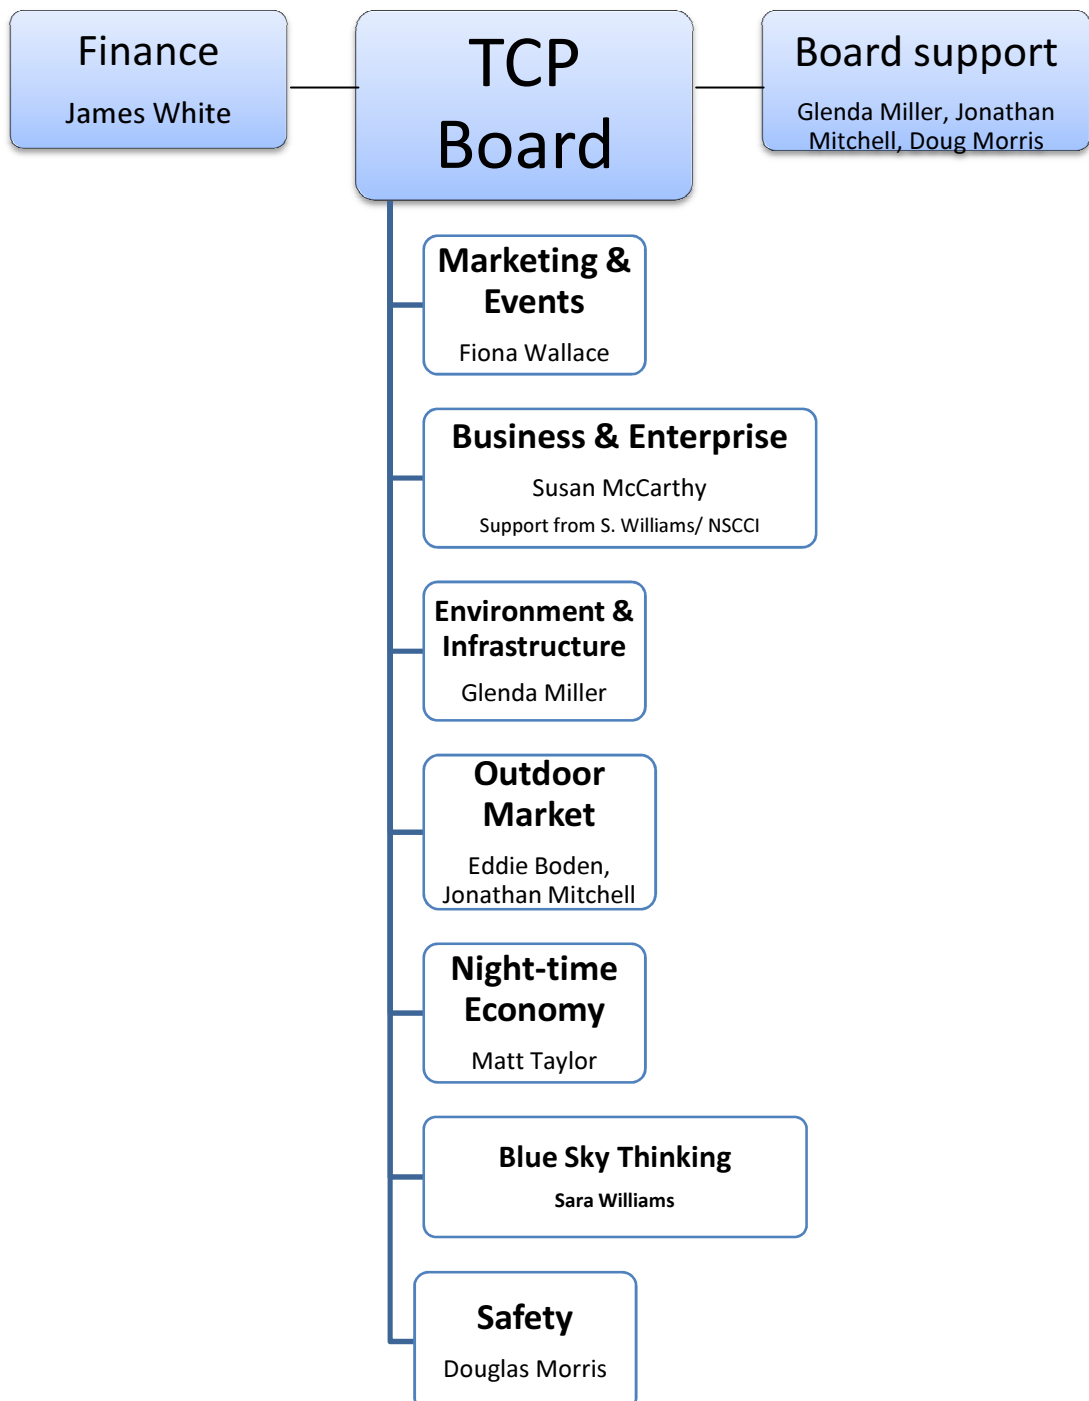 Finance
James White
TCP
Board
Board support
Glenda Miller, Jonathan
Mitchell, Doug Morris
Marketing &
Events
Fiona Wallace
Business & Enterprise
Susan McCarthy
Support from S. Williams/ NSCCI
Environment &
Infrastructure
Glenda Miller
Outdoor
Market
Eddie Boden,
Jonathan Mitchell
Night-time
Economy
Matt Taylor
Blue Sky Thinking
Sara Williams
Safety
Douglas Morris